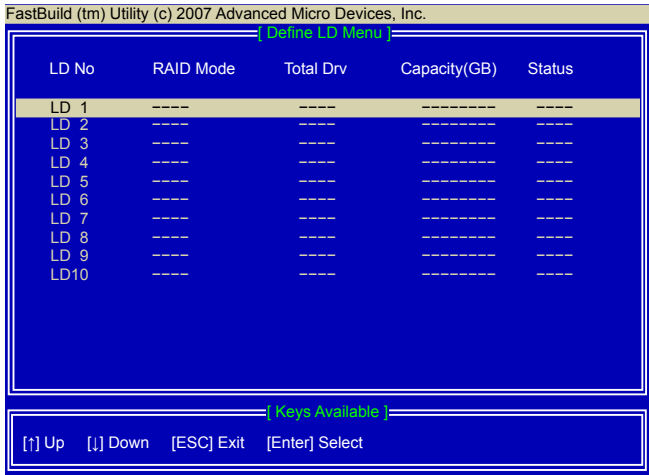 FastBuild (tm) Utility (c) 2007 Advanced Micro Devices, Inc.
[ Define LD Menu ]
LD No RAID Mode Total Drv Capacity(GB) Status
LD 1 ---- ---- -------- ----
LD 2 ---- ---- -------- ----
LD 3 ---- ---- -------- ----
LD 4 ---- ---- -------- ----
LD 5 ---- ---- -------- ----
LD 6 ---- ---- -------- ----
LD 7 ---- ---- -------- ----
LD 8 ---- ---- -------- ----
LD 9 ---- ---- -------- ----
LD10 ---- ---- -------- ----
[ Keys Available ]
[↑] Up [↓] Down [ESC] Exit [Enter] Select